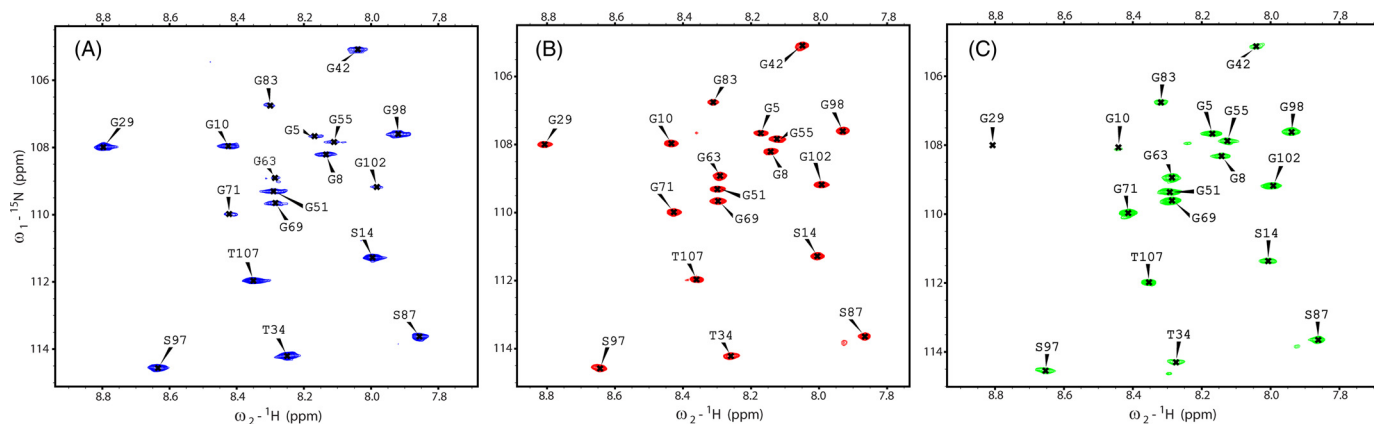 8.8 8.6 8.4 8.2 8.0 7.8
(A)
G42
G83
G5
G55
G98
G29
G10
G63
G102
G8
G71
G51
G69
S14
T107
S87
T34
S97
106
108
110
112
114
ω1 - 15N (ppm)
8.8 8.6 8.4 8.2 8.0 7.8
ω2 - 1H (ppm)
8.8 8.6 8.4 8.2 8.0 7.8
(B)
G42
G83
G5
G98
G29
G10
G55
G63
G102
G8
G71
G51
G69
S14
T107
S87
T34
S97
106
108
110
112
114
8.8 8.6 8.4 8.2 8.0 7.8
ω2 - 1H (ppm)
8.8 8.6 8.4 8.2 8.0 7.8
(C)
G42
G83
G5
G55
G98
G29
G10
G63
G102
G8
G71
G51
G69
S14
T107
S87
T34
S97
106
108
110
112
114
8.8 8.6 8.4 8.2 8.0
ω2 - 1H (ppm)